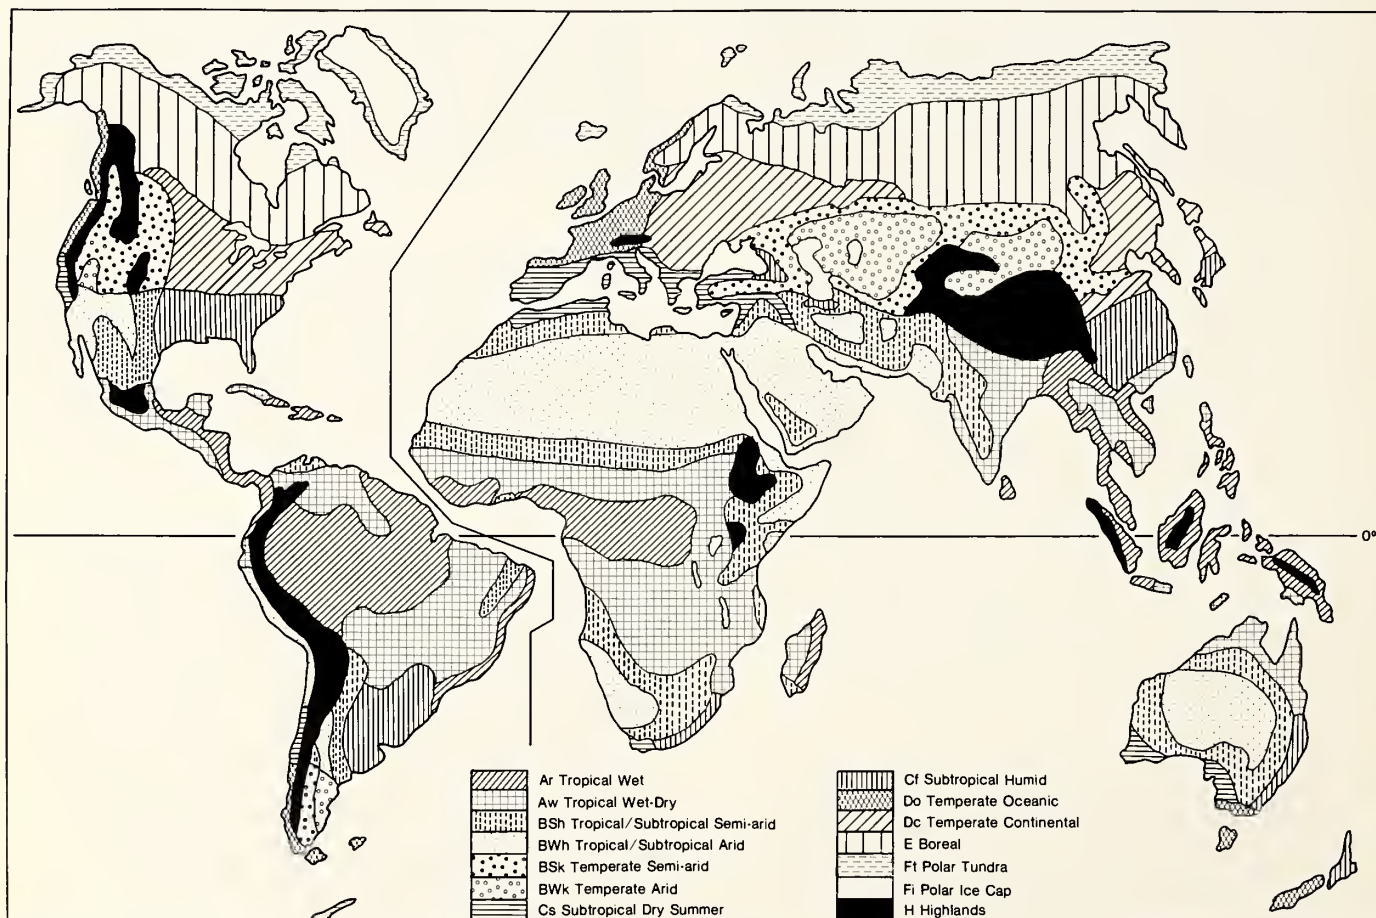 0°
Ar Tropical Wet
Aw Tropical Wet-Dry
BSh Tropical/Subtropical Semi-arid
BWh Tropical/Subtropical Arid
BSk Temperate Semi-arid
BWk Temperate Arid
Cs Subtropical Dry Summer
Cf Subtropical Humid
Do Temperate Oceanic
Dc Temperate Continental
E Boreal
Ft Polar Tundra
Fi Polar Ice Cap
H Highlands